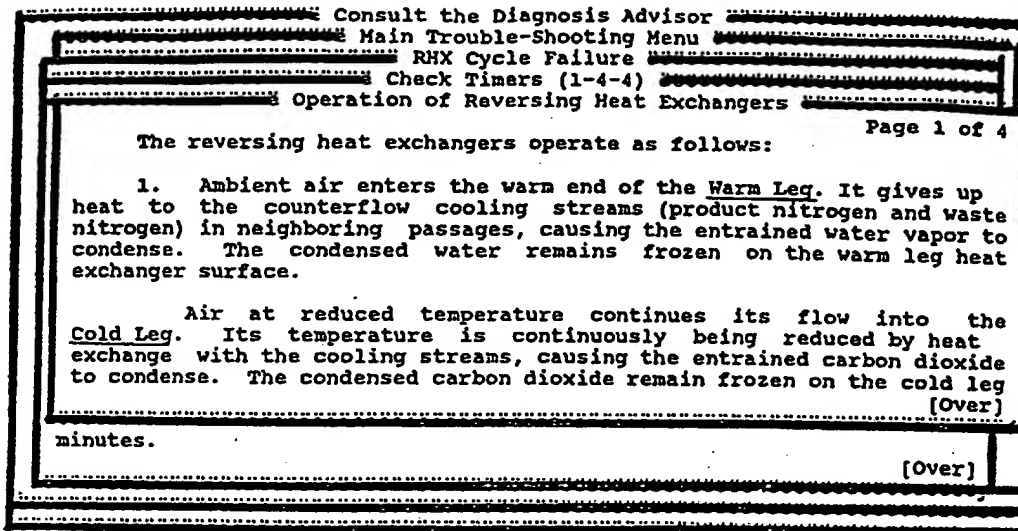 Consult the Diagnosis Advisor
Main Trouble-Shooting Menu
RHX Cycle Failure
Check Timers (1-4-4)
Operation of Reversing Heat Exchangers
Page 1 of 4
The reversing heat exchangers operate as follows:
1. Ambient air enters the warm end of the Warm Leg. It gives up
heat to the counterflow cooling streams (product nitrogen and waste
nitrogen) in neighboring passages, causing the entrained water vapor to
condense. The condensed water remains frozen on the warm leg heat
exchanger surface.
Air at reduced temperature continues its flow into the
Cold Leg. Its temperature is continuously being reduced by heat
exchange with the cooling streams, causing the entrained carbon dioxide
to condense. The condensed carbon dioxide remain frozen on the cold leg
[Over]
minutes.
[Over]